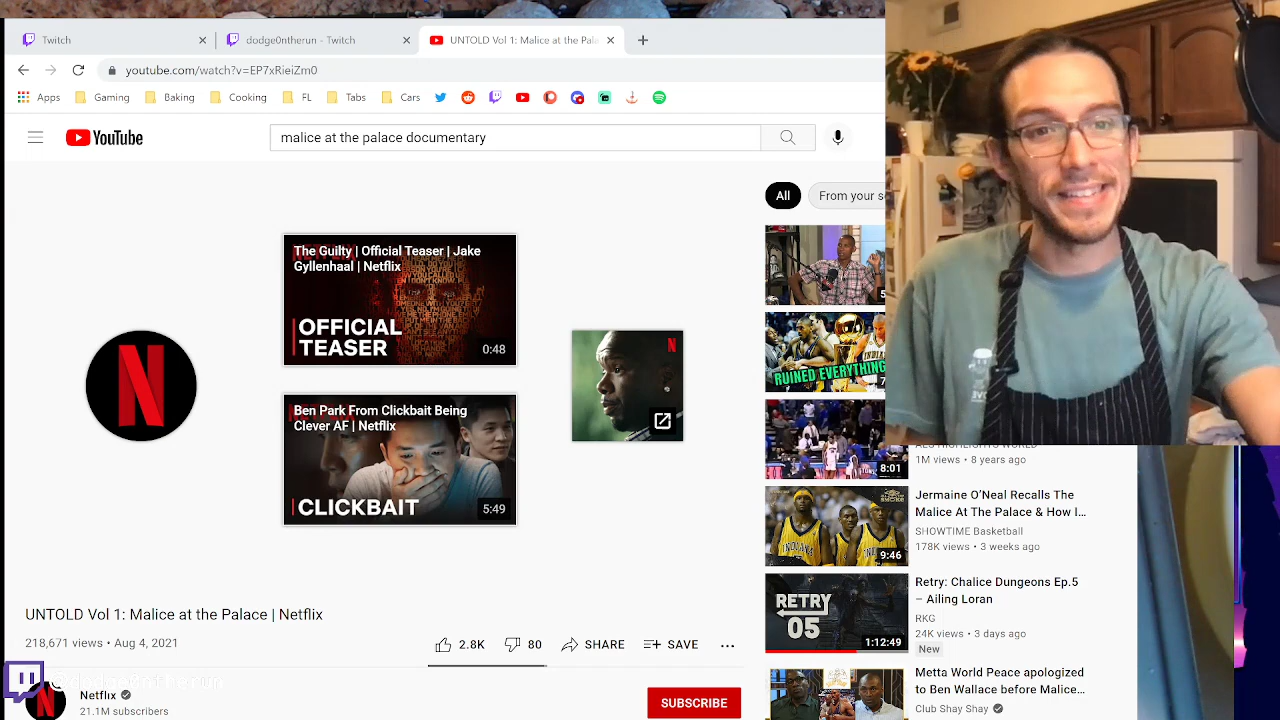 Twitch
dodge0ntherun - Twitch
UNTOLD Vol 1: Malice at the Pala
youtube.com/watch?v=EP7xRieiZm0
Apps
Gaming
Baking
Cooking
FL
Tabs
Cars
YouTube
malice at the palace documentary
All
From your s
The Guilty | Official Teaser | Jake
Gyllenhaal | Netflix
OFFICIAL
TEASER
0:48
N
N
Ben Park From Clickbait Being
Clever AF | Netflix
CLICKBAIT
5:49
RUINED EVERYTHING
8:01
1M views • 8 years ago
INDIANA
9:46
Jermaine O'Neal Recalls The
Malice At The Palace & How I...
SHOWTIME Basketball
178K views • 3 weeks ago
RETRY
05
1:12:49
Retry: Chalice Dungeons Ep.5
– Ailing Loran
RKG
24K views • 3 days ago
New
Metta World Peace apologized
to Ben Wallace before Malice...
Club Shay Shay
UNTOLD Vol 1: Malice at the Palace | Netflix
218,671 views • Aug 4, 2021
2.8K
80
SHARE
SAVE
N
Netflix
21.1M subscribers
SUBSCRIBE